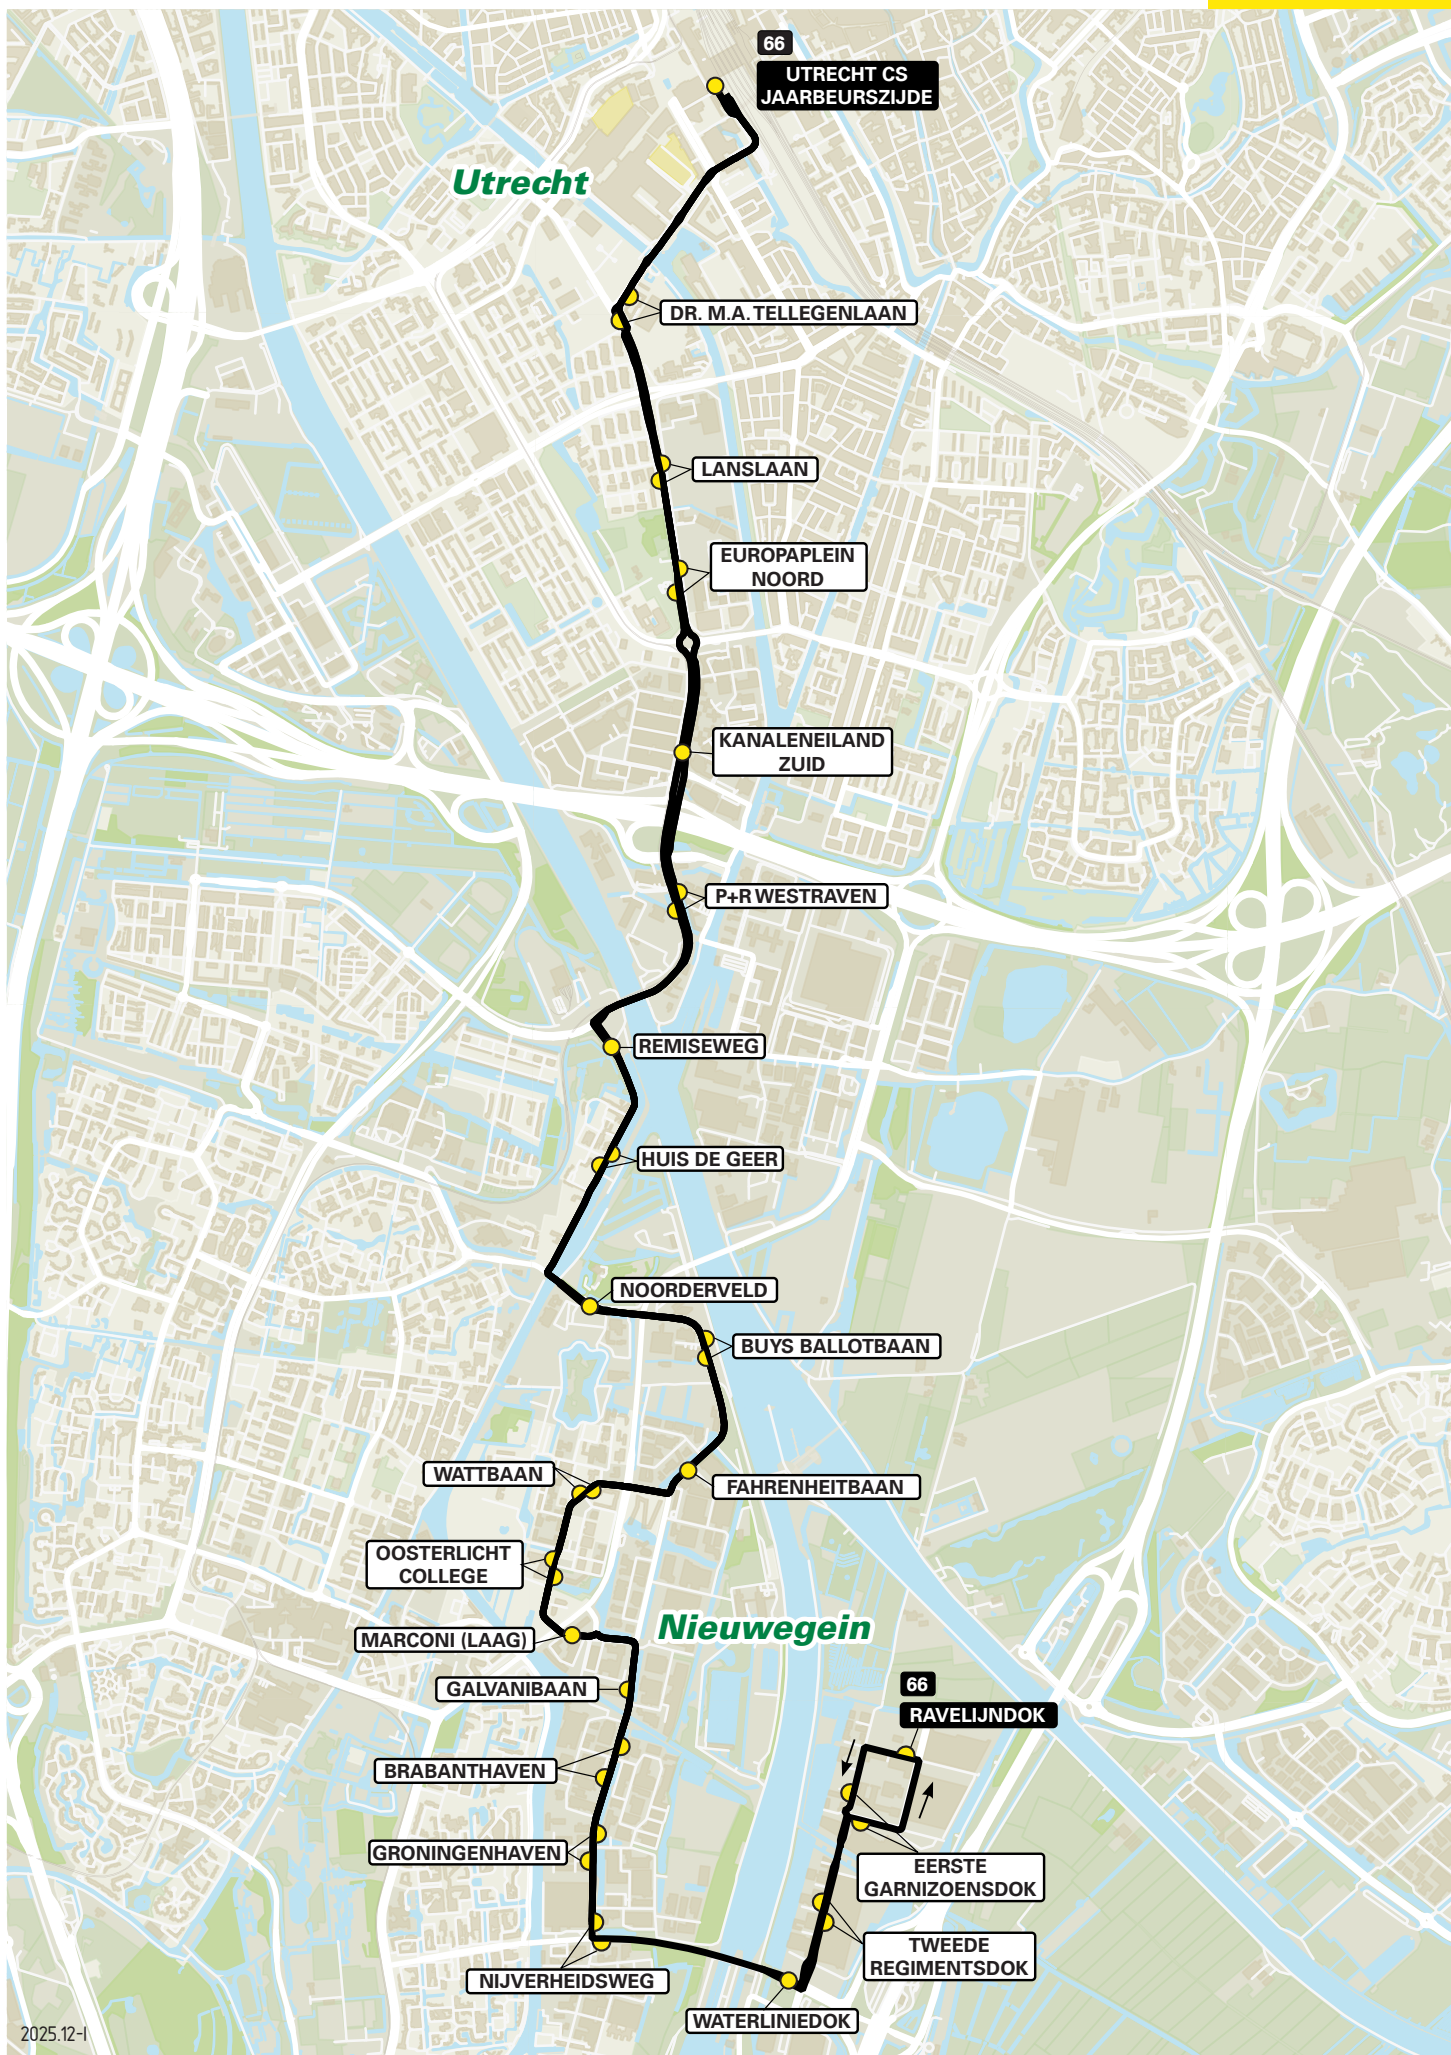 66
UTRECHT CS
JAARBEURSZIJDE
Utrecht
DR. M.A. TELLEGENLAAN
LANSLAAN
EUROPAPLEIN
NOORD
KANALENEILAND
ZUID
P+R WESTRAVEN
REMISEWEG
HUIS DE GEER
NOORDERVELD
BUYS BALLOTBAAN
WATTBAAN
FAHRENHEITBAAN
OOSTERLICHT
COLLEGE
Nieuwegein
MARCONI (LAAG)
GALVANIBAAN
66
RAVELIJNDOK
BRABANTHAVEN
GRONINGENHAVEN
EERSTE
GARNIZOENSDOK
TWEEDE
REGIMENTSDOK
NIJVERHEIDSWEG
WATERLINIEDOK
2025.12-I